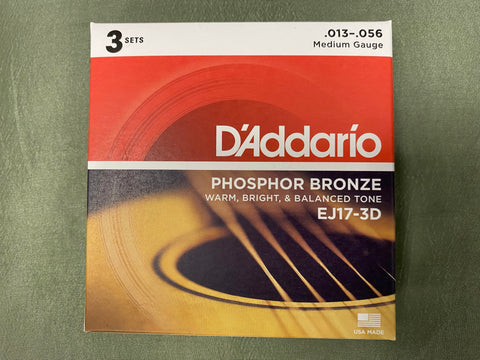 3 SETS
.013–.056
Medium Gauge
D'Addario
PHOSPHOR BRONZE
WARM, BRIGHT, & BALANCED TONE
EJ17-3D
USA MADE